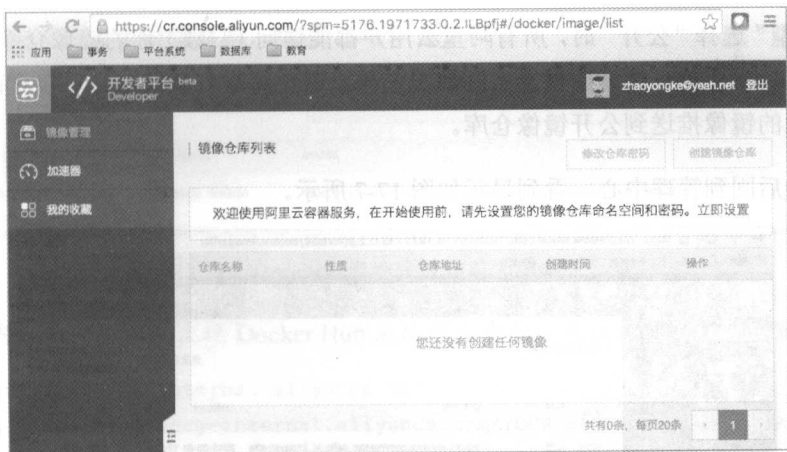 https://cr.console.aliyun.com/?spm=5176.1971733.0.2.ILBpfj#/docker/image/list
应用 事务 平台系统 数据库 教育
开发者平台 beta
Developer
zhaoyongke@yeah.net 登出
镜像管理
加速器
我的收藏
镜像仓库列表
修改仓库密码 创建镜像仓库
欢迎使用阿里云容器服务，在开始使用前，请先设置您的镜像仓库命名空间和密码。立即设置
仓库名称 性质 仓库地址 创建时间 操作
您还没有创建任何镜像
共有0条，每页20条 1